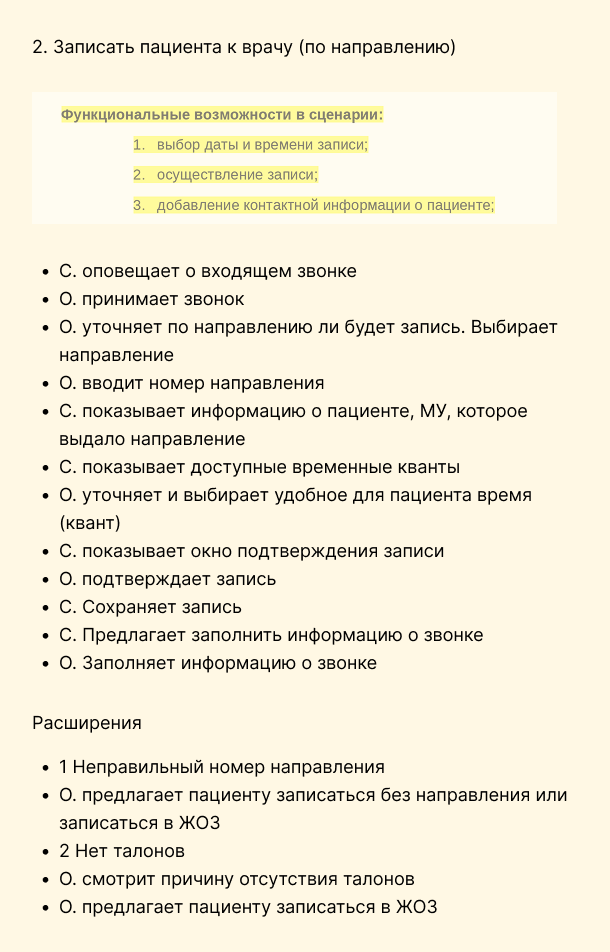 2. Записать пациента к врачу (по направлению)
Функциональные возможности в сценарии:
1. выбор даты и времени записи;
2. осуществление записи;
3. добавление контактной информации о пациенте;
• С. оповещает о входящем звонке
• О. принимает звонок
• О. уточняет по направлению ли будет запись. Выбирает
направление
• О. вводит номер направления
• С. показывает информацию о пациенте, МУ, которое
выдало направление
• С. показывает доступные временные кванты
• О. уточняет и выбирает удобное для пациента время
(квант)
• С. показывает окно подтверждения записи
• О. подтверждает запись
• С. Сохраняет запись
• С. Предлагает заполнить информацию о звонке
• О. Заполняет информацию о звонке
Расширения
• 1 Неправильный номер направления
• О. предлагает пациенту записаться без направления или
записаться в ЖОЗ
• 2 Нет талонов
• О. смотрит причину отсутствия талонов
• О. предлагает пациенту записаться в ЖОЗ